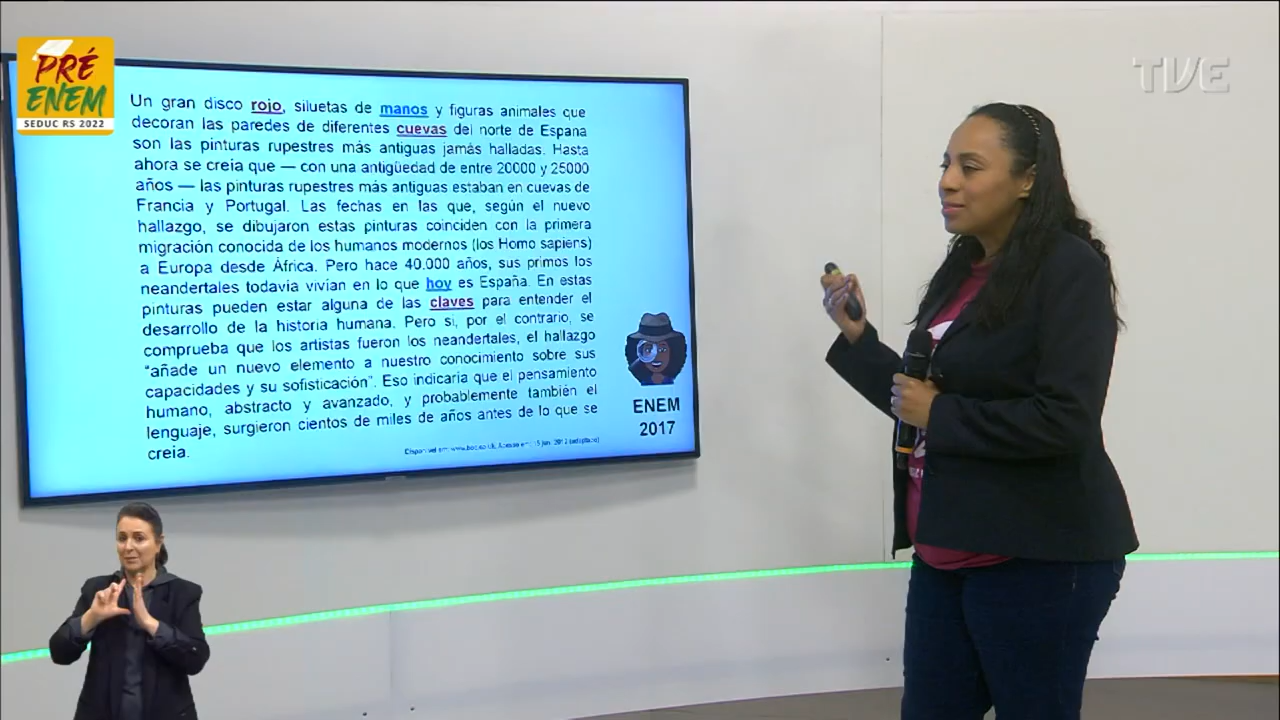 PRÉ
ENEM
SEDUC RS 2022
TVE
Un gran disco rojo, siluetas de manos y figuras animales que
decoran las paredes de diferentes cuevas del norte de Espana
son las pinturas rupestres más antiguas jamás halladas. Hasta
ahora se creia que — con una antigüedad de entre 20000 y 25000
años — las pinturas rupestres más antiguas estaban en cuevas de
Francia y Portugal. Las fechas en las que, según el nuevo
hallazgo, se dibujaron estas pinturas coinciden con la primera
migración conocida de los humanos modernos (los Homo sapiens)
a Europa desde África. Pero hace 40.000 años, sus primos los
neandertales todavia vivían en lo que hoy es España. En estas
pinturas pueden estar alguna de las claves para entender el
desarrollo de la historia humana. Pero si, por el contrario, se
comprueba que los artistas fueron los neandertales, el hallazgo
“añade un nuevo elemento a nuestro conocimiento sobre sus
capacidades y su sofisticación”. Eso indicaria que el pensamiento
humano, abstracto y avanzado, y probablemente también el
lenguaje, surgieron cientos de miles de años antes de lo que se
creia.
ENEM
2017